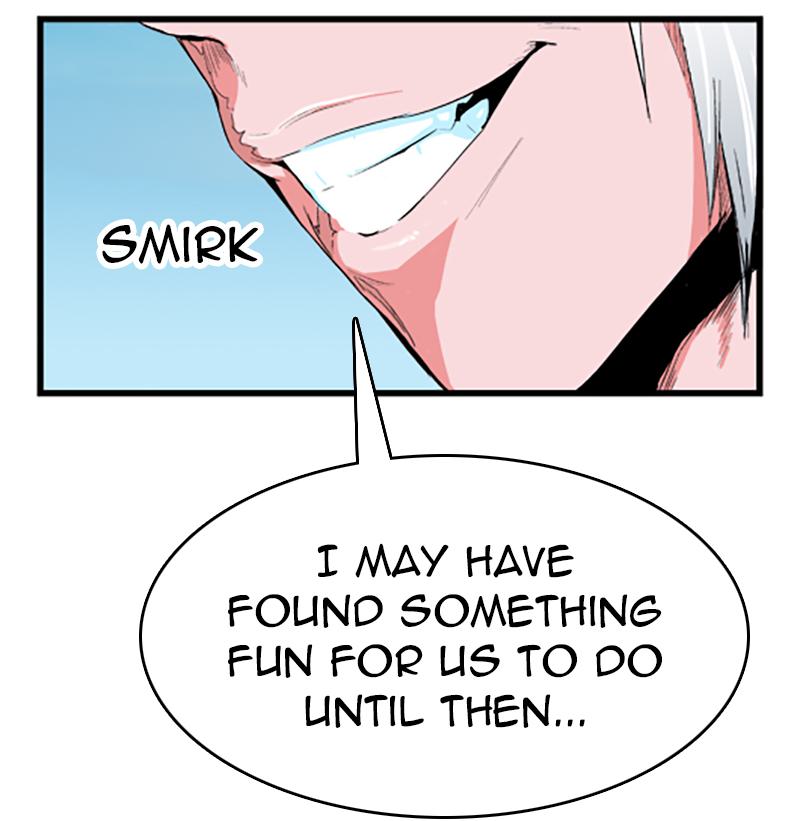 SMIRK
I MAY HAVE
FOUND SOMETHING
FUN FOR US TO DO
UNTIL THEN...